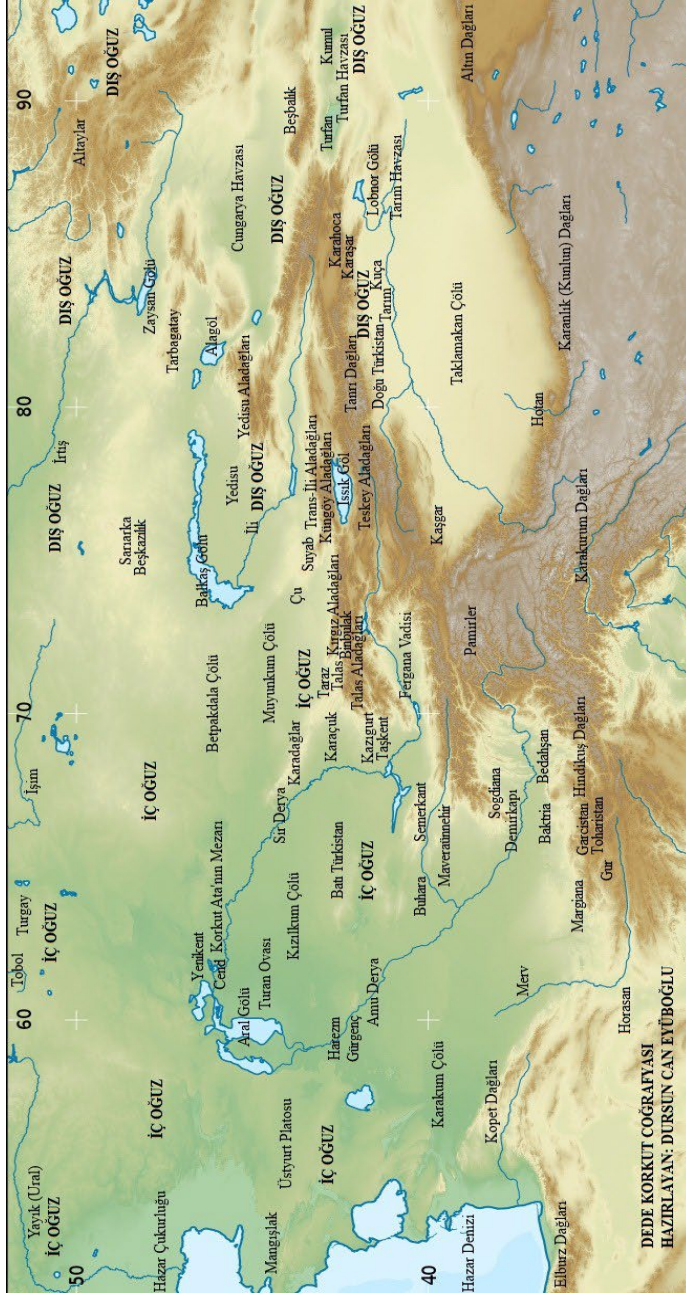 Yayık (Ural)
İÇ OĞUZ
Tobol
Turgay
İÇ OĞUZ
İşim
İrtiş
DIŞ OĞUZ
DIŞ OĞUZ
Altaylar
DIŞ OĞUZ
50
60
70
80
90
Hazar Çukurluğu
İÇ OĞUZ
İÇ OĞUZ
Sarıarka
Beşkazılık
Zaysan Gölü
Tarbagatay
Alagöl
Yenikent
Cend
Korkut Ata'nın Mezarı
Betpakdala Çölü
Balkaş Gölü
Yedisu
Yedisu Aladağları
Cungarya Havzası
Aral Gölü
Turan Ovası
Muyunkum Çölü
İli
DIŞ OĞUZ
DIŞ OĞUZ
Mangışlak
Üstyurt Platosu
Kızılkum Çölü
Sır Derya
Karadağlar
İÇ OĞUZ
Çu
Suyab
Trans-İli Aladağları
Küngöy Aladağları
Issık Göl
Beşbalık
İÇ OĞUZ
Harezm
Gürgenç
Batı Türkistan
Karaçuk
Taraz
Talas
Kırgız Aladağları
Binbulak
Talas Aladağları
Teskey Aladağları
Tanrı Dağları
Karahoca
Karaşar
Turfan
Turfan Havzası
Kumul
DIŞ OĞUZ
Amu Derya
İÇ OĞUZ
Kazıgurt
Taşkent
Doğu Türkistan
DIŞ OĞUZ
Kuça
Tarım
Lobnor Gölü
Tarım Havzası
40
Karakum Çölü
Buhara
Semerkant
Maveraünnehir
Fergana Vadisi
Kaşgar
Taklamakan Çölü
Altın Dağları
Hazar Denizi
Kopet Dağları
Merv
Sogdiana
Demirkapı
Pamirler
Baktria
Bedahşan
Hotan
Elburz Dağları
Margiana
Garcistan
Toharistan
Hindikuş Dağları
Karakurum Dağları
Karanlık (Kunlun) Dağları
Gur
Horasan
DEDE KORKUT COĞRAFYASI
HAZIRLAYAN: DURSUN CAN EYÜBOĞLU